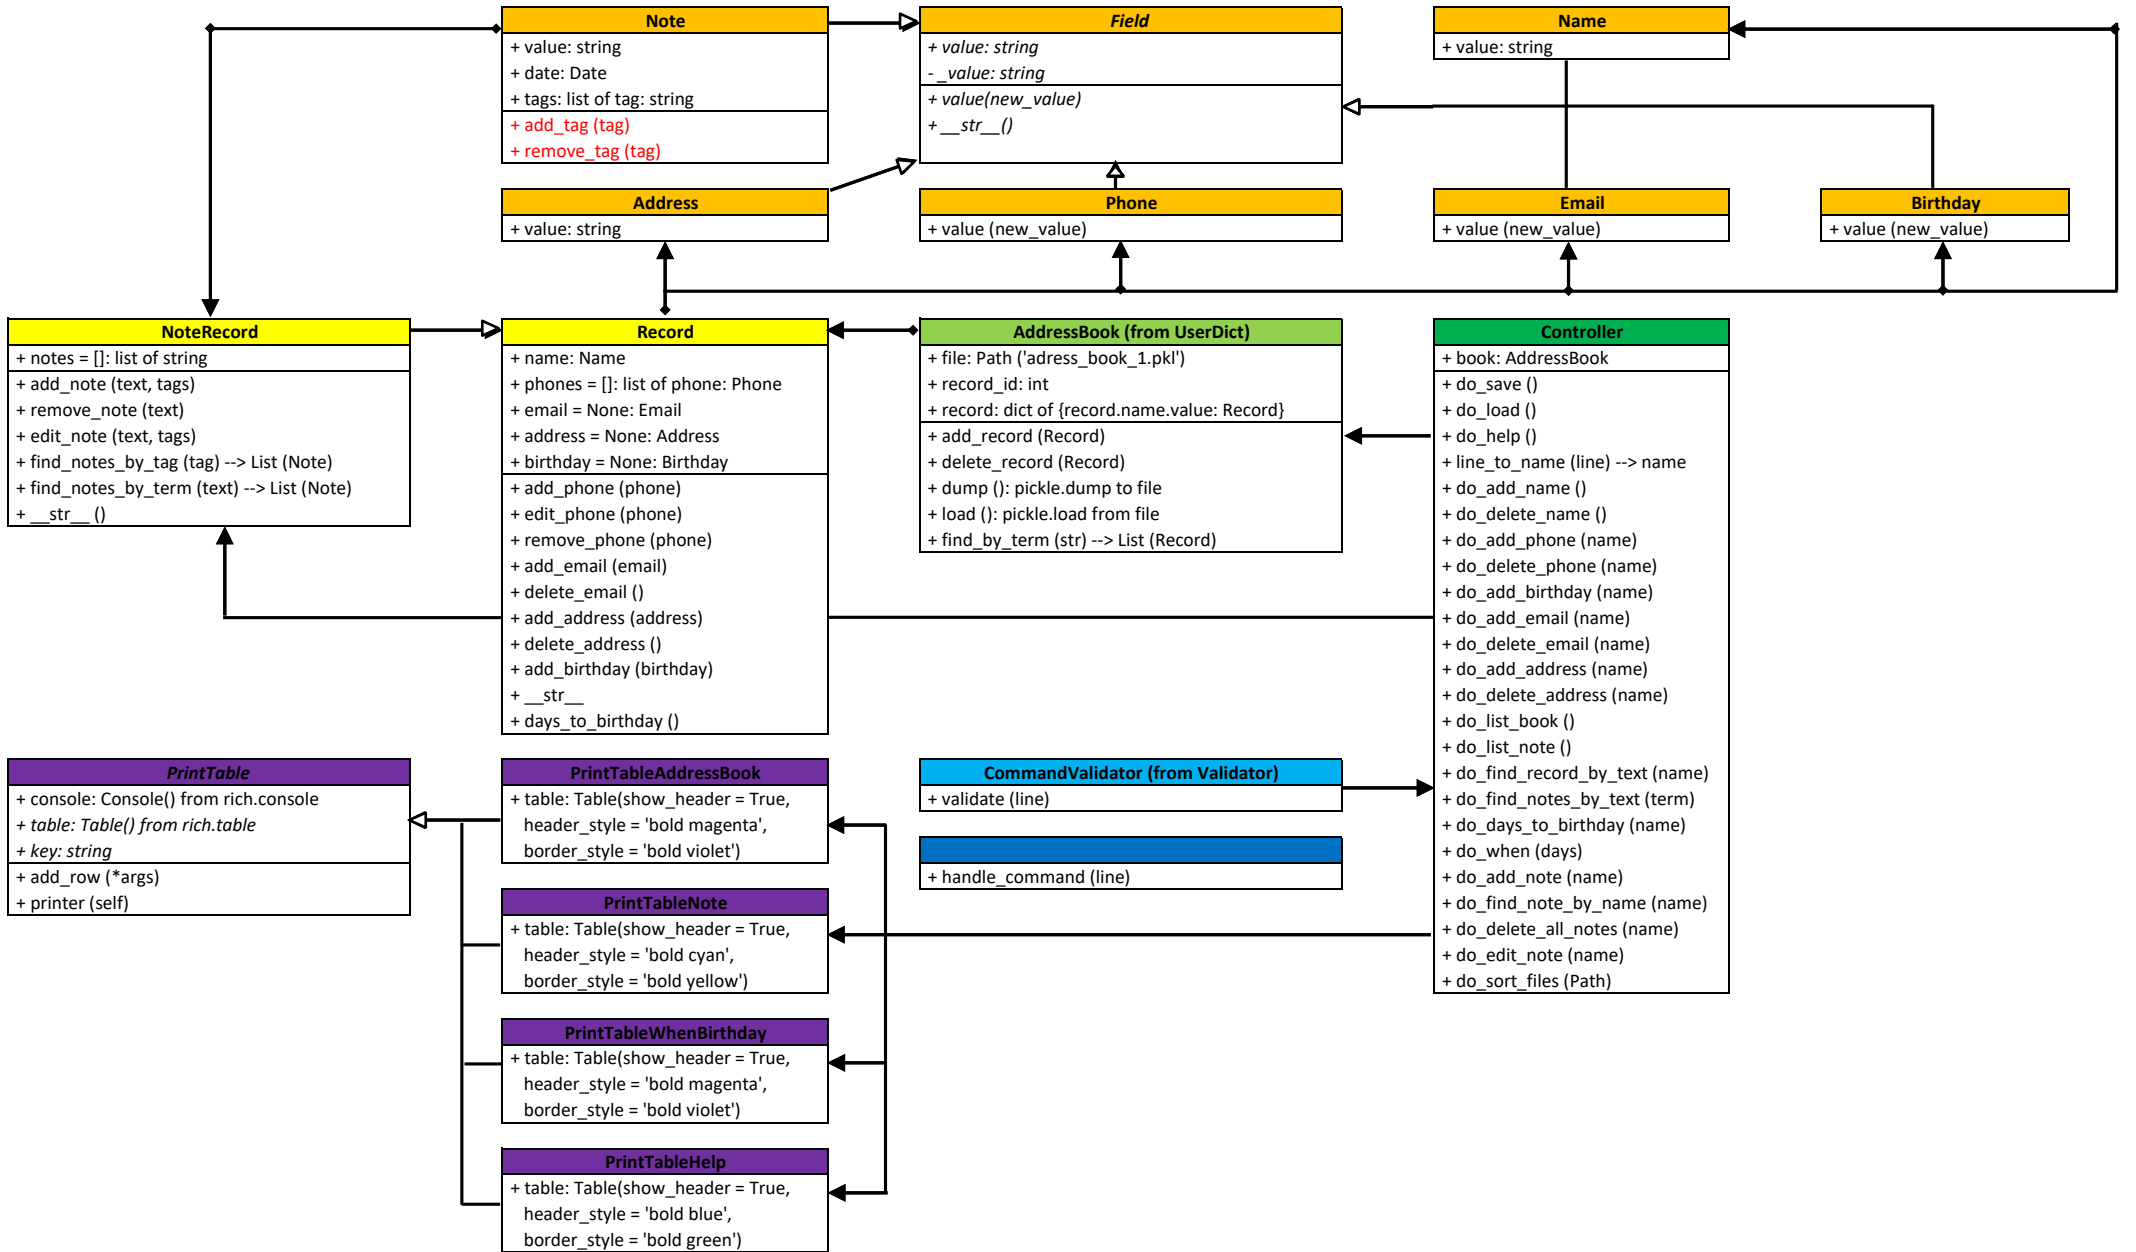 Note
+ value: string
+ date: Date
+ tags: list of tag: string
+ add_tag (tag)
+ remove_tag (tag)
Field
+ value: string
- _value: string
+ value(new_value)
+ __str__()
Name
+ value: string
Address
+ value: string
Phone
+ value (new_value)
Email
+ value (new_value)
Birthday
+ value (new_value)
NoteRecord
+ notes = []: list of string
+ add_note (text, tags)
+ remove_note (text)
+ edit_note (text, tags)
+ find_notes_by_tag (tag) --> List (Note)
+ find_notes_by_term (text) --> List (Note)
+ __str__ ()
Record
+ name: Name
+ phones = []: list of phone: Phone
+ email = None: Email
+ address = None: Address
+ birthday = None: Birthday
+ add_phone (phone)
+ edit_phone (phone)
+ remove_phone (phone)
+ add_email (email)
+ delete_email ()
+ add_address (address)
+ delete_address ()
+ add_birthday (birthday)
+ __str__
+ days_to_birthday ()
AddressBook (from UserDict)
+ file: Path ('adress_book_1.pkl')
+ record_id: int
+ record: dict of {record.name.value: Record}
+ add_record (Record)
+ delete_record (Record)
+ dump (): pickle.dump to file
+ load (): pickle.load from file
+ find_by_term (str) --> List (Record)
Controller
+ book: AddressBook
+ do_save ()
+ do_load ()
+ do_help ()
+ line_to_name (line) --> name
+ do_add_name ()
+ do_delete_name ()
+ do_add_phone (name)
+ do_delete_phone (name)
+ do_add_birthday (name)
+ do_add_email (name)
+ do_delete_email (name)
+ do_add_address (name)
+ do_delete_address (name)
+ do_list_book ()
+ do_list_note ()
+ do_find_record_by_text (name)
+ do_find_notes_by_text (term)
+ do_days_to_birthday (name)
+ do_when (days)
+ do_add_note (name)
+ do_find_note_by_name (name)
+ do_delete_all_notes (name)
+ do_edit_note (name)
+ do_sort_files (Path)
PrintTable
+ console: Console() from rich.console
+ table: Table() from rich.table
+ key: string
+ add_row (*args)
+ printer (self)
PrintTableAddressBook
+ table: Table(show_header = True,
header_style = 'bold magenta',
border_style = 'bold violet')
CommandValidator (from Validator)
+ validate (line)
+ handle_command (line)
PrintTableNote
+ table: Table(show_header = True,
header_style = 'bold cyan',
border_style = 'bold yellow')
PrintTableWhenBirthday
+ table: Table(show_header = True,
header_style = 'bold magenta',
border_style = 'bold violet')
PrintTableHelp
+ table: Table(show_header = True,
header_style = 'bold blue',
border_style = 'bold green')